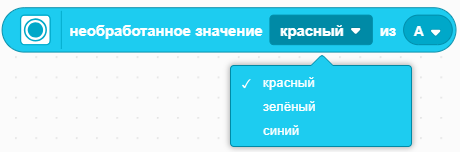 необработанное значение красный из A
красный
зелёный
синий